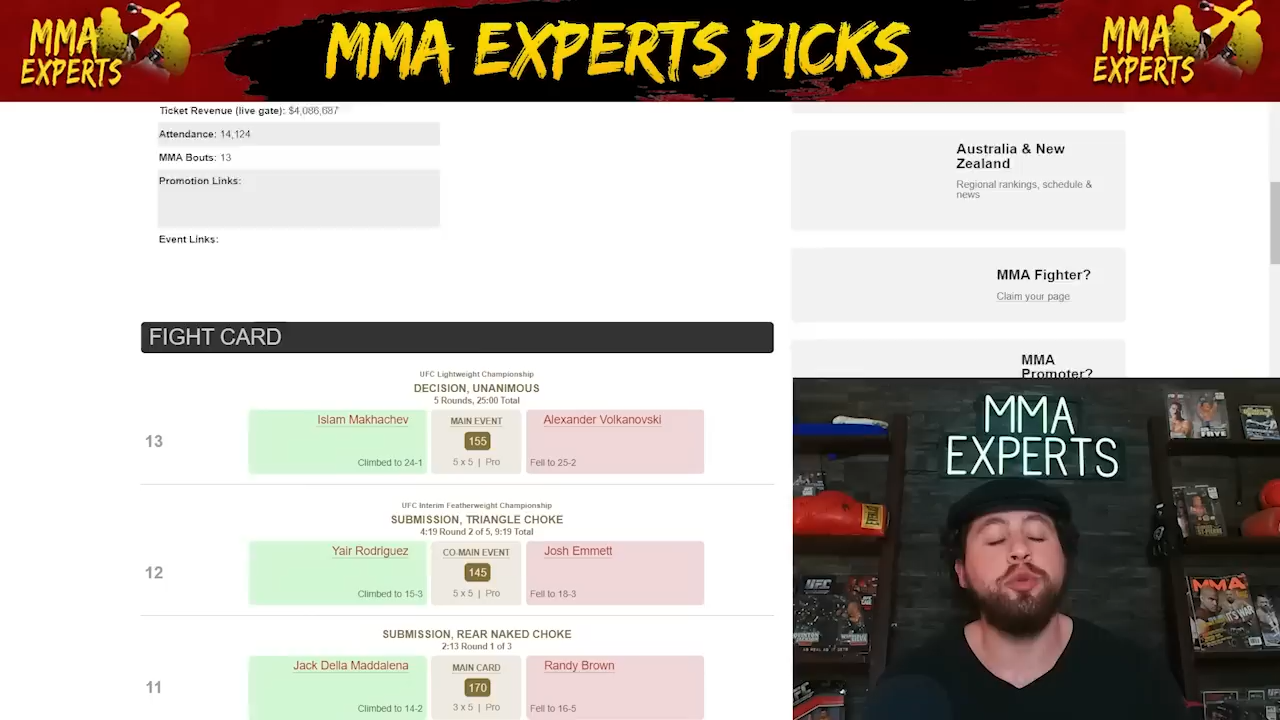 MMA
EXPERTS
MMA EXPERTS PICKS
MMA
EXPERTS
Ticket Revenue (live gate): $4,086,687
Attendance: 14,124
MMA Bouts: 13
Promotion Links:
Event Links:
Australia & New
Zealand
Regional rankings, schedule &
news
MMA Fighter?
Claim your page
MMA
Promoter?
FIGHT CARD
UFC Lightweight Championship
DECISION, UNANIMOUS
5 Rounds, 25:00 Total
13
Islam Makhachev
Climbed to 24-1
MAIN EVENT
155
5 x 5 | Pro
Alexander Volkanovski
Fell to 25-2
UFC Interim Featherweight Championship
SUBMISSION, TRIANGLE CHOKE
4:19 Round 2 of 5, 9:19 Total
12
Yair Rodriguez
Climbed to 15-3
CO-MAIN EVENT
145
5 x 5 | Pro
Josh Emmett
Fell to 18-3
SUBMISSION, REAR NAKED CHOKE
2:13 Round 1 of 3
11
Jack Della Maddalena
Climbed to 14-2
MAIN CARD
170
3 x 5 | Pro
Randy Brown
Fell to 16-5
MMA
EXPERTS
FRYE
UFC
MMA
IT'S WAR
UFC